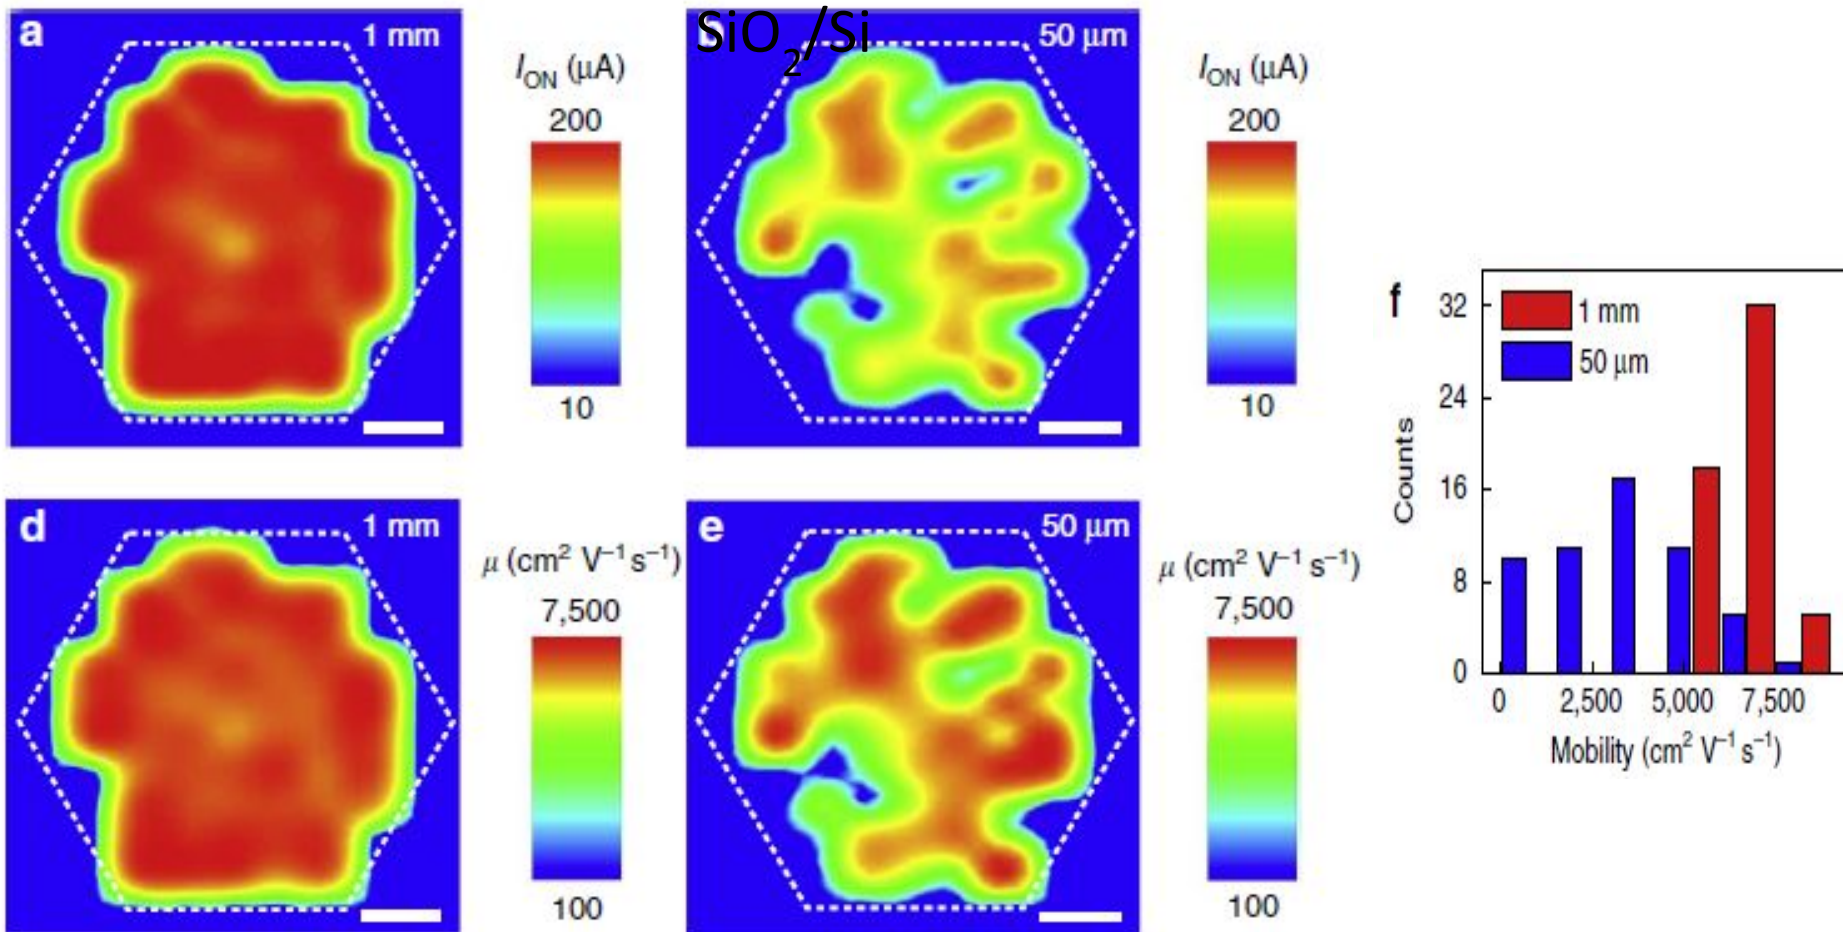 a
1 mm
I_ON (μA)
200
10
SiO₂/Si
b
50 μm
I_ON (μA)
200
10
d
1 mm
μ (cm² V⁻¹ s⁻¹)
7,500
100
e
50 μm
μ (cm² V⁻¹ s⁻¹)
7,500
100
f
1 mm
50 μm
Counts
32
24
16
8
0
0 2,500 5,000 7,500
Mobility (cm² V⁻¹ s⁻¹)